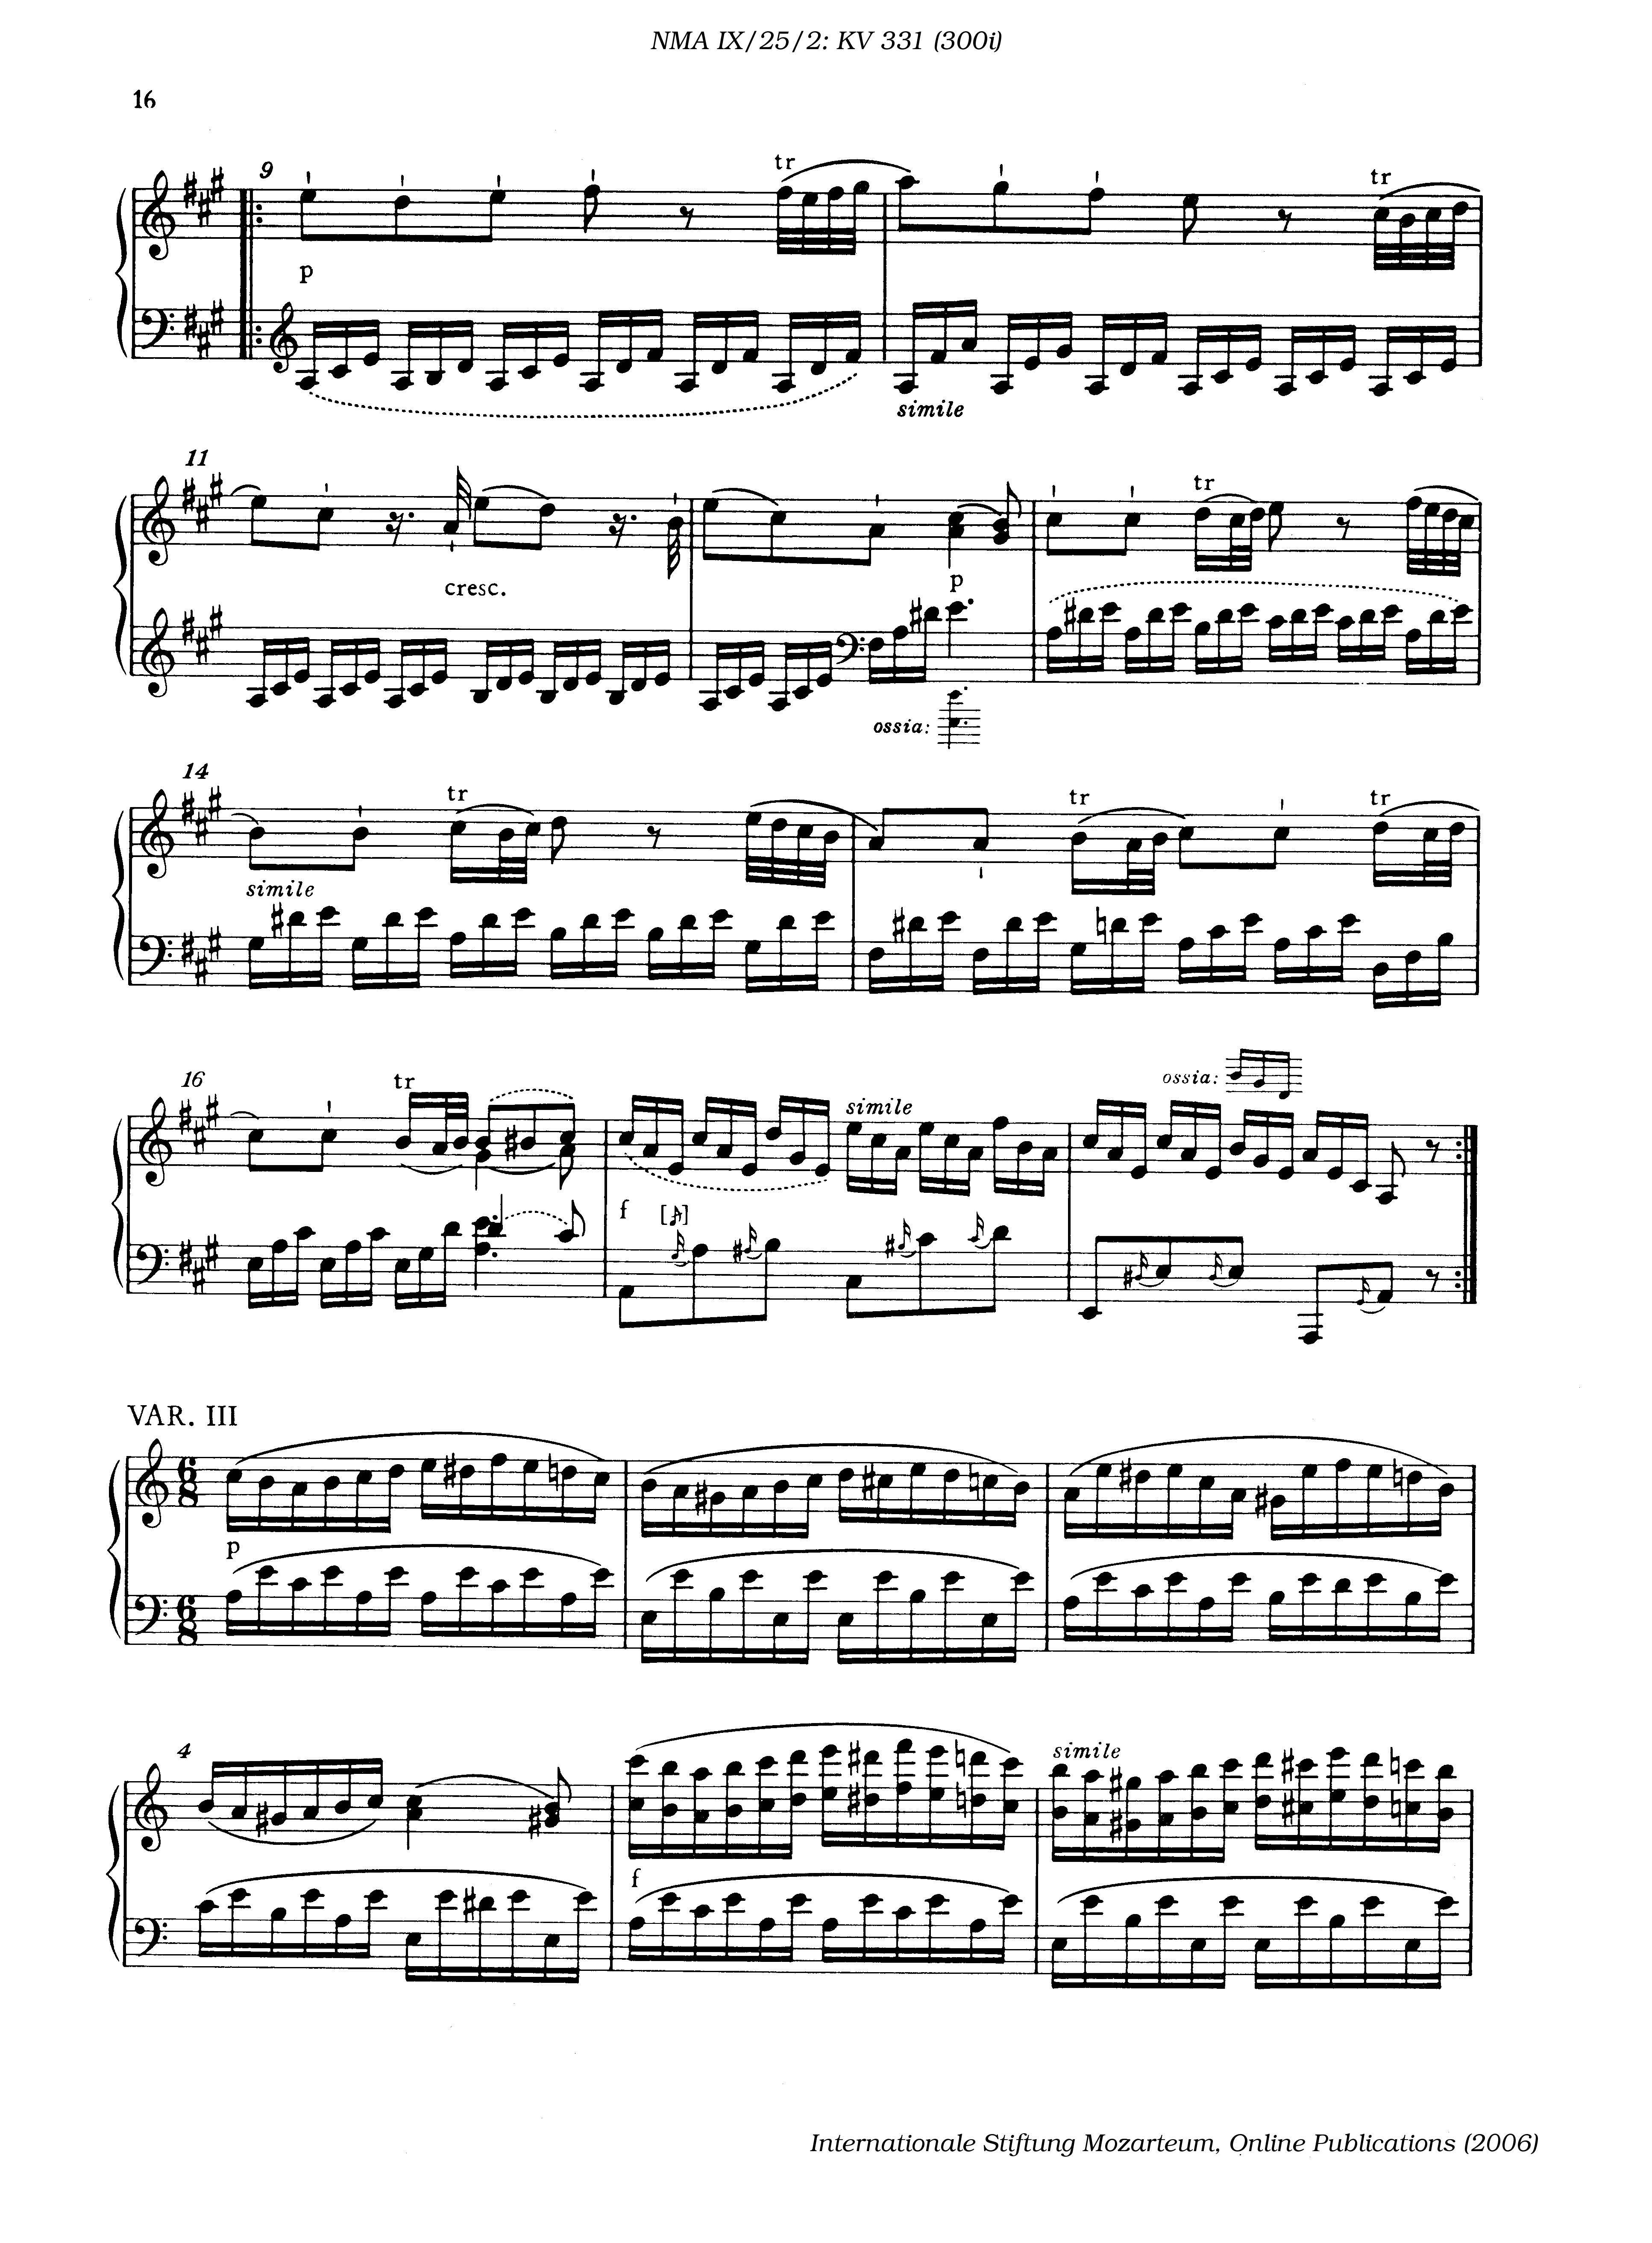 NMA IX/25/2: KV 331 (300i)
16
9
tr
tr
p
simile
11
tr
cresc.
p
ossia:
14
tr
tr
tr
simile
16
tr
ossia:
simile
f
VAR. III
6
8
p
6
8
4
simile
f
Internationale Stiftung Mozarteum, Online Publications (2006)